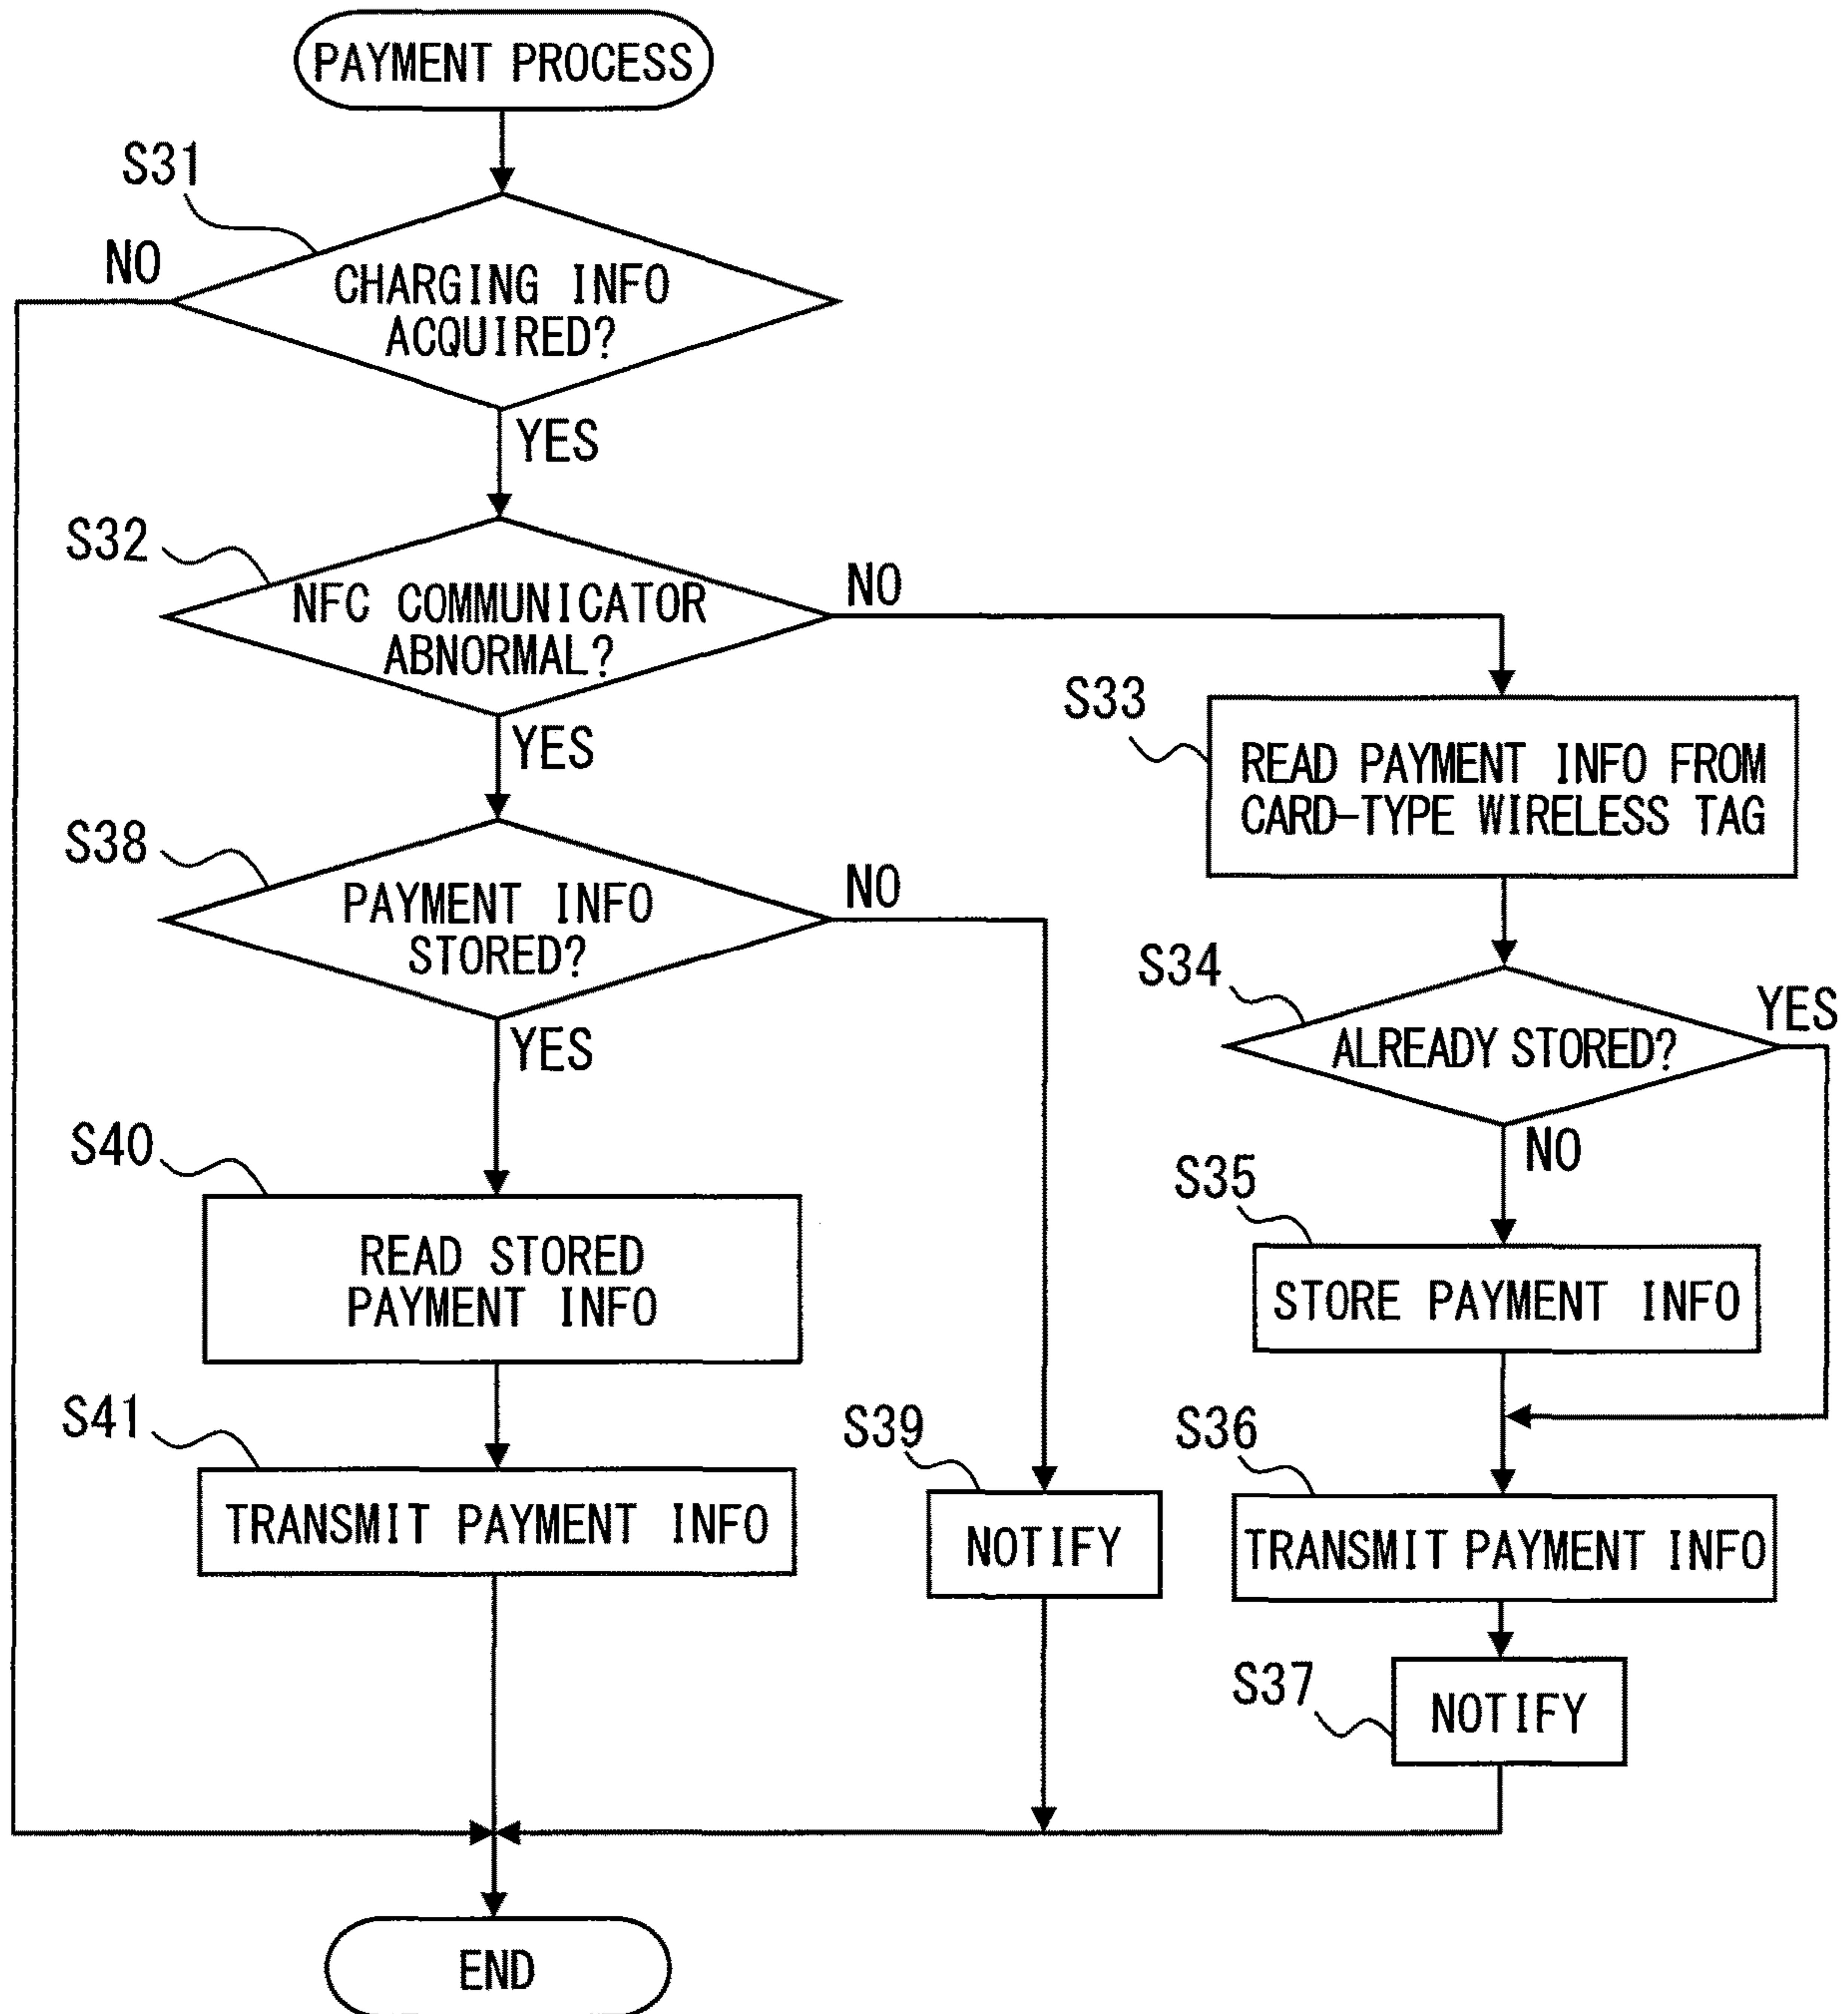 PAYMENT PROCESS
S31
NO
CHARGING INFO
ACQUIRED?
YES
S32
NFC COMMUNICATOR
ABNORMAL?
NO
YES
S33
READ PAYMENT INFO FROM
CARD-TYPE WIRELESS TAG
S38
PAYMENT INFO
STORED?
NO
YES
S34
ALREADY STORED?
YES
NO
S40
READ STORED
PAYMENT INFO
S35
STORE PAYMENT INFO
S41
TRANSMIT PAYMENT INFO
S39
NOTIFY
S36
TRANSMIT PAYMENT INFO
S37
NOTIFY
END